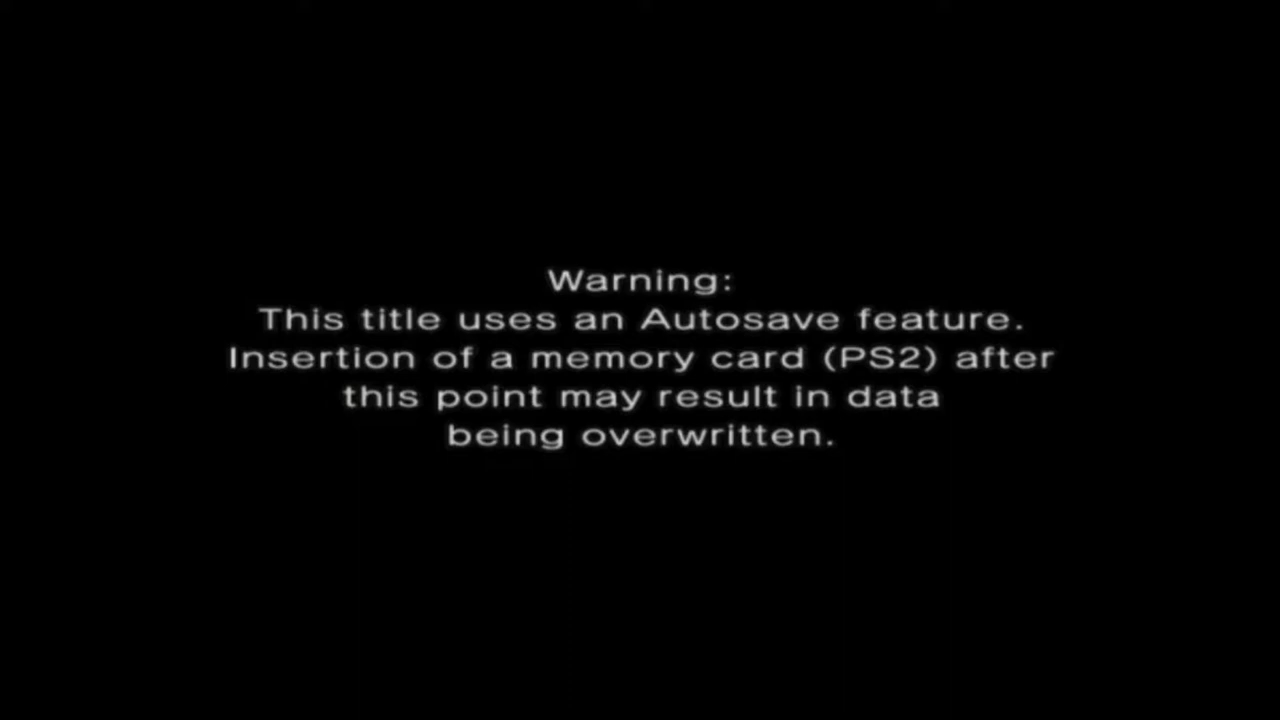 Warning:
This title uses an Autosave feature.
Insertion of a memory card (PS2) after
this point may result in data
being overwritten.